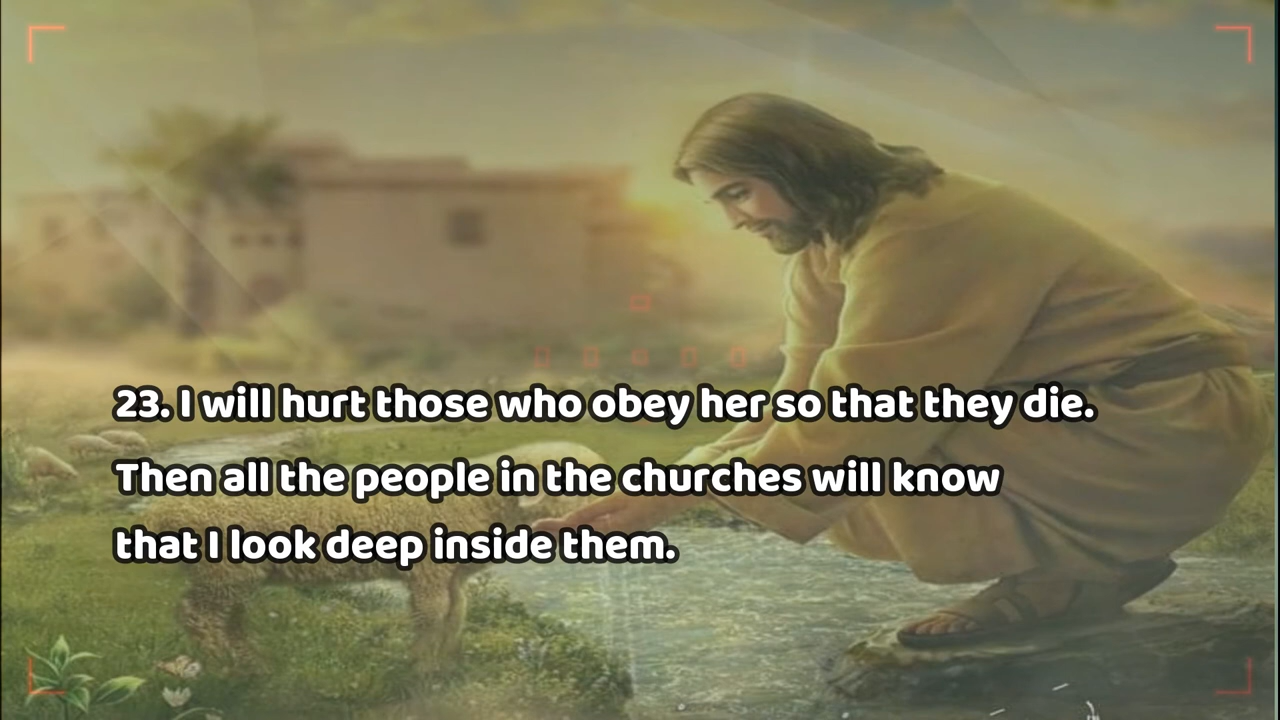 23. I will hurt those who obey her so that they die.
Then all the people in the churches will know
that I look deep inside them.